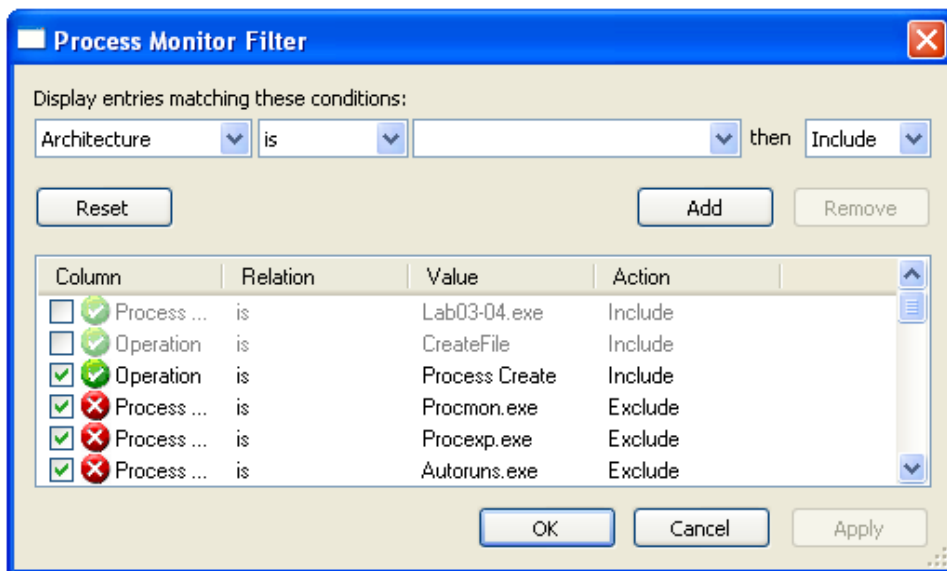 Process Monitor Filter
Display entries matching these conditions:
Architecture is then Include
Reset Add Remove
Column Relation Value Action
Process ... is Lab03-04.exe Include
Operation is CreateFile Include
Operation is Process Create Include
Process ... is Procmon.exe Exclude
Process ... is Procexp.exe Exclude
Process ... is Autoruns.exe Exclude
OK Cancel Apply